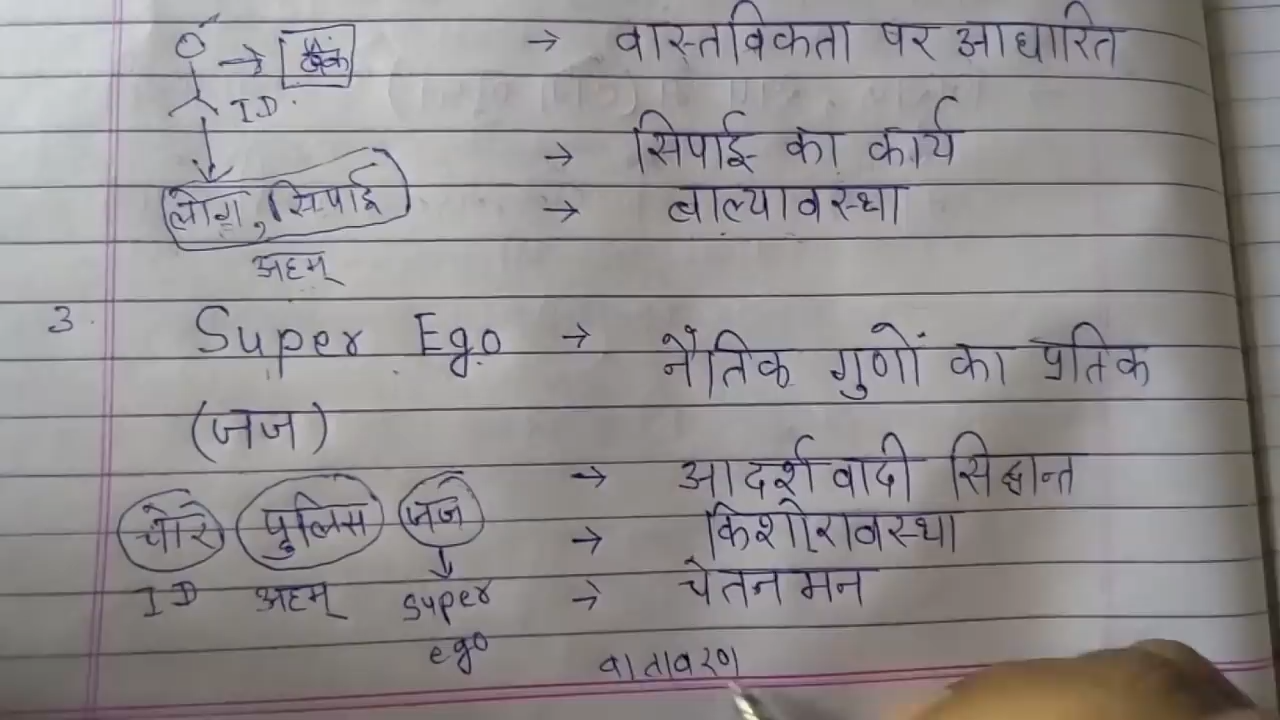 → वास्तविकता पर आधारित
→ बैंक
ID.
→ सिपाई का कार्य
लोग, सिपाई → बाल्यावस्था
अहम्
3. Super Ego → नैतिक गुणों का प्रतिक
(जज)
→ आदर्शवादी सिद्धान्त
चोर पुलिस जज → किशोरावस्था
ID अहम् super → चेतन मन
ego
वातावरण